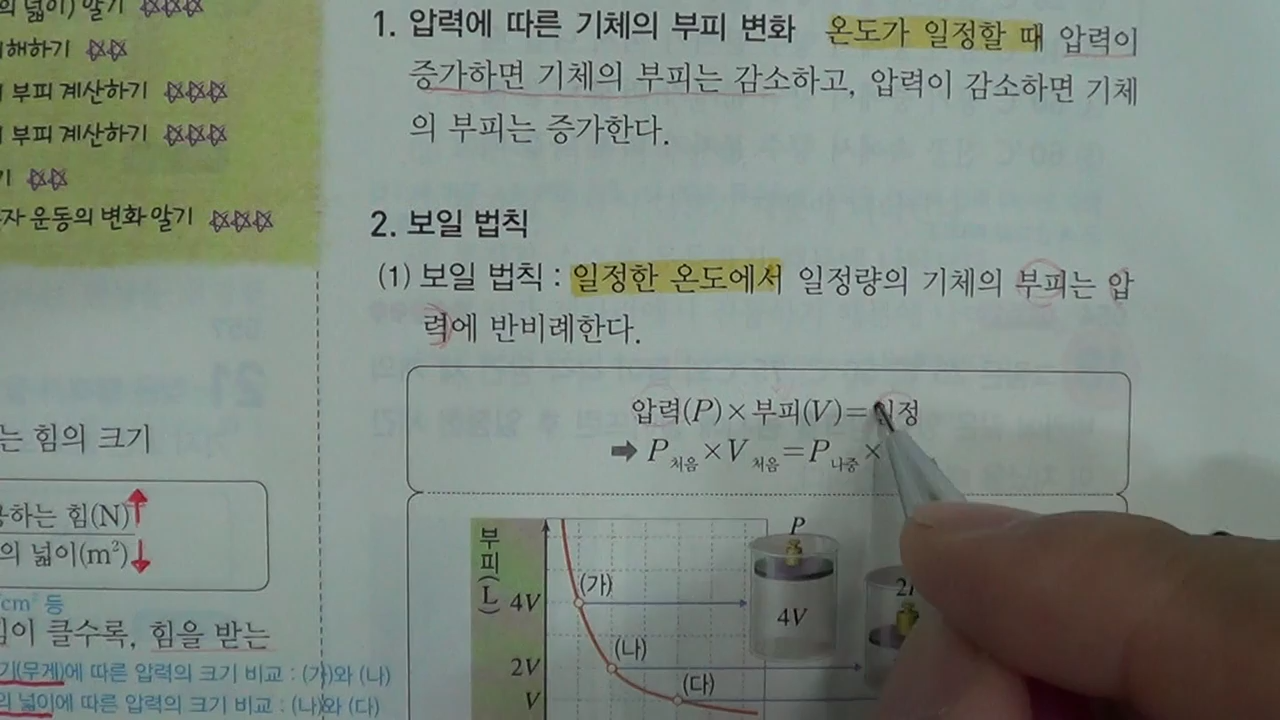 넓이) 알기 ☆☆☆
해하기 ☆☆
부피 계산하기 ☆☆☆
부피 계산하기 ☆☆☆
기 ☆☆
자 운동의 변화 알기 ☆☆☆
는 힘의 크기
하는 힘(N)↑
의 넓이(m²)↓
/cm² 등
힘이 클수록, 힘을 받는
기(무게)에 따른 압력의 크기 비교 : (가)와 (나)
의 넓이에 따른 압력의 크기 비교 : (나)와 (다)
1. 압력에 따른 기체의 부피 변화 온도가 일정할 때 압력이
증가하면 기체의 부피는 감소하고, 압력이 감소하면 기체
의 부피는 증가한다.
2. 보일 법칙
(1) 보일 법칙 : 일정한 온도에서 일정량의 기체의 부피는 압
력에 반비례한다.
압력(P)×부피(V)=일정
➡ P처음×V처음=P나중×
부피(L)
P
(가)
4V
4V
(나)
2V
(다)
V